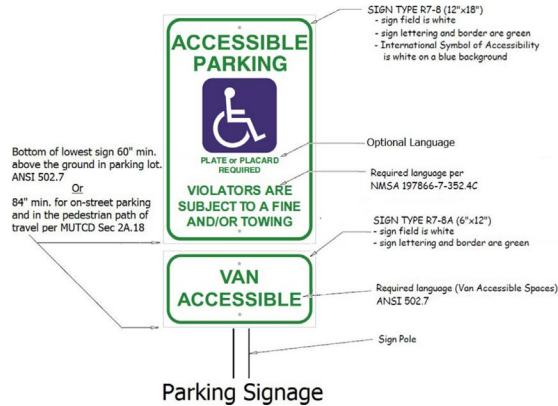 SIGN TYPE R7-8 (12"x18")
- sign field is white
- sign lettering and border are green
- International Symbol of Accessibility
is white on a blue background
ACCESSIBLE
PARKING
Optional Language
PLATE or PLACARD
REQUIRED
Bottom of lowest sign 60" min.
above the ground in parking lot.
ANSI 502.7
Or
84" min. for on-street parking
and in the pedestrian path of
travel per MUTCD Sec 2A.18
Required language per
NMSA 197866-7-352.4C
VIOLATORS ARE
SUBJECT TO A FINE
AND/OR TOWING
SIGN TYPE R7-8A (6"x12")
- sign field is white
- sign lettering and border are green
VAN
ACCESSIBLE
Required language (Van Accessible Spaces)
ANSI 502.7
Sign Pole
Parking Signage